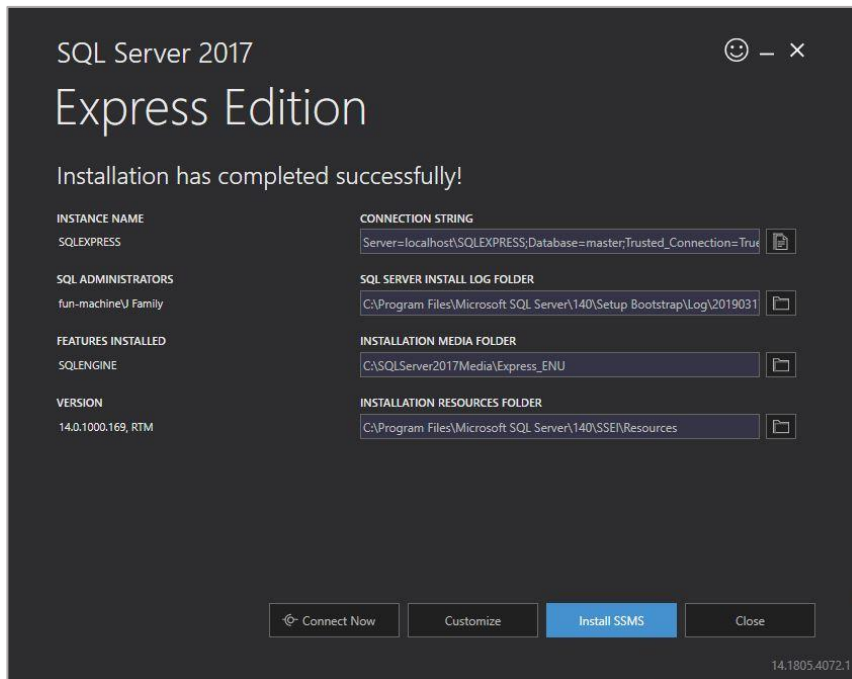 SQL Server 2017
Express Edition
Installation has completed successfully!
INSTANCE NAME
SQLEXPRESS
CONNECTION STRING
Server=localhost\SQLEXPRESS;Database=master;Trusted_Connection=True
SQL ADMINISTRATORS
fun-machine\J Family
SQL SERVER INSTALL LOG FOLDER
C:\Program Files\Microsoft SQL Server\140\Setup Bootstrap\Log\20190317
FEATURES INSTALLED
SQLENGINE
INSTALLATION MEDIA FOLDER
C:\SQLServer2017Media\Express_ENU
VERSION
14.0.1000.169, RTM
INSTALLATION RESOURCES FOLDER
C:\Program Files\Microsoft SQL Server\140\SSEI\Resources
Connect Now
Customize
Install SSMS
Close
14.1805.4072.1